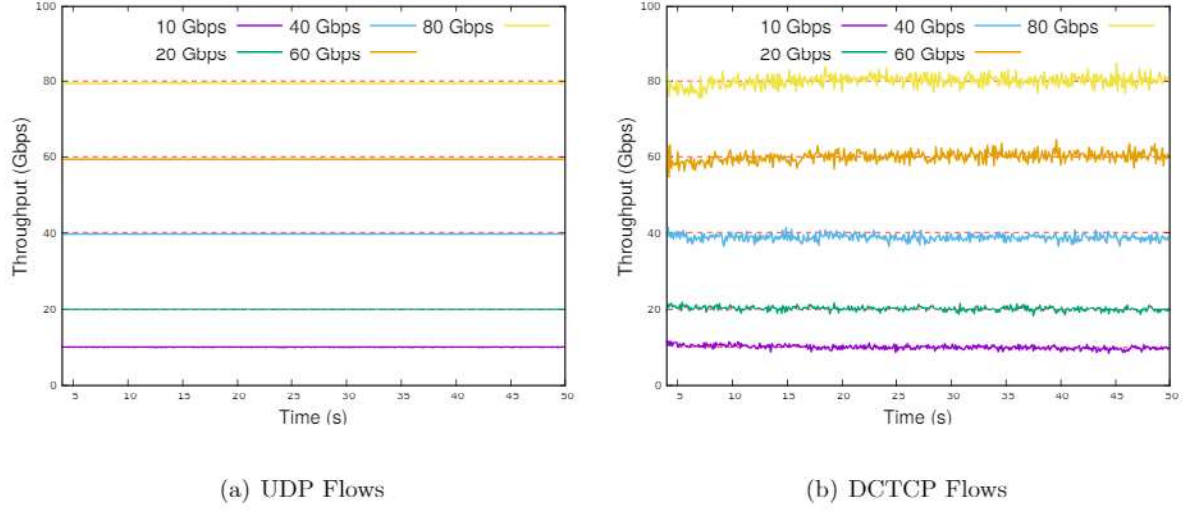 100
80
60
40
20
0
Throughput (Gbps)
10 Gbps 40 Gbps 80 Gbps
20 Gbps 60 Gbps
5 10 15 20 25 30 35 40 45 50
Time (s)
(a) UDP Flows
100
80
60
40
20
0
Throughput (Gbps)
10 Gbps 40 Gbps 80 Gbps
20 Gbps 60 Gbps
5 10 15 20 25 30 35 40 45 50
Time (s)
(b) DCTCP Flows